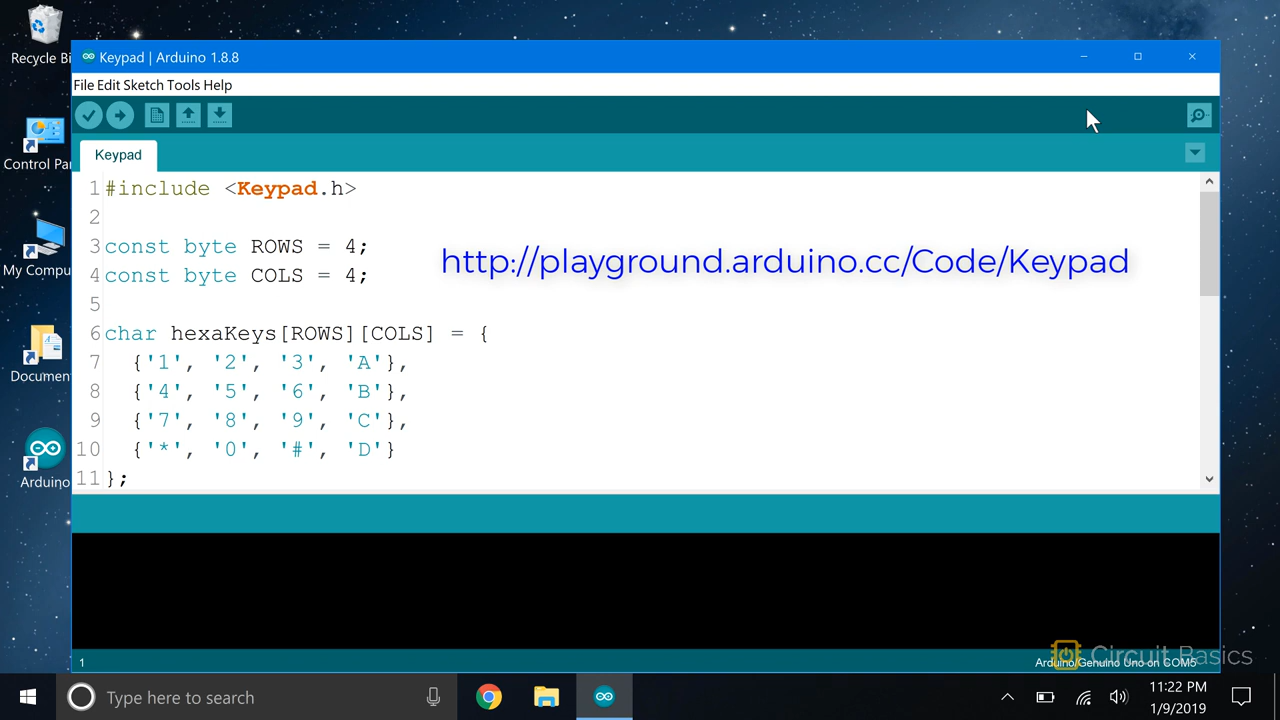 Recycle Bi
Keypad | Arduino 1.8.8
File Edit Sketch Tools Help
Control Pa
Keypad
1 #include <Keypad.h>
2
3 const byte ROWS = 4;
http://playground.arduino.cc/Code/Keypad
4 const byte COLS = 4;
My Compu
5
6 char hexaKeys[ROWS][COLS] = {
7 {'1', '2', '3', 'A'},
Document
8 {'4', '5', '6', 'B'},
9 {'7', '8', '9', 'C'},
10 {'*', '0', '#', 'D'}
11 };
Arduino
1
Arduino/Genuino Uno on COM5
Circuit Basics
Type here to search
11:22 PM
1/9/2019